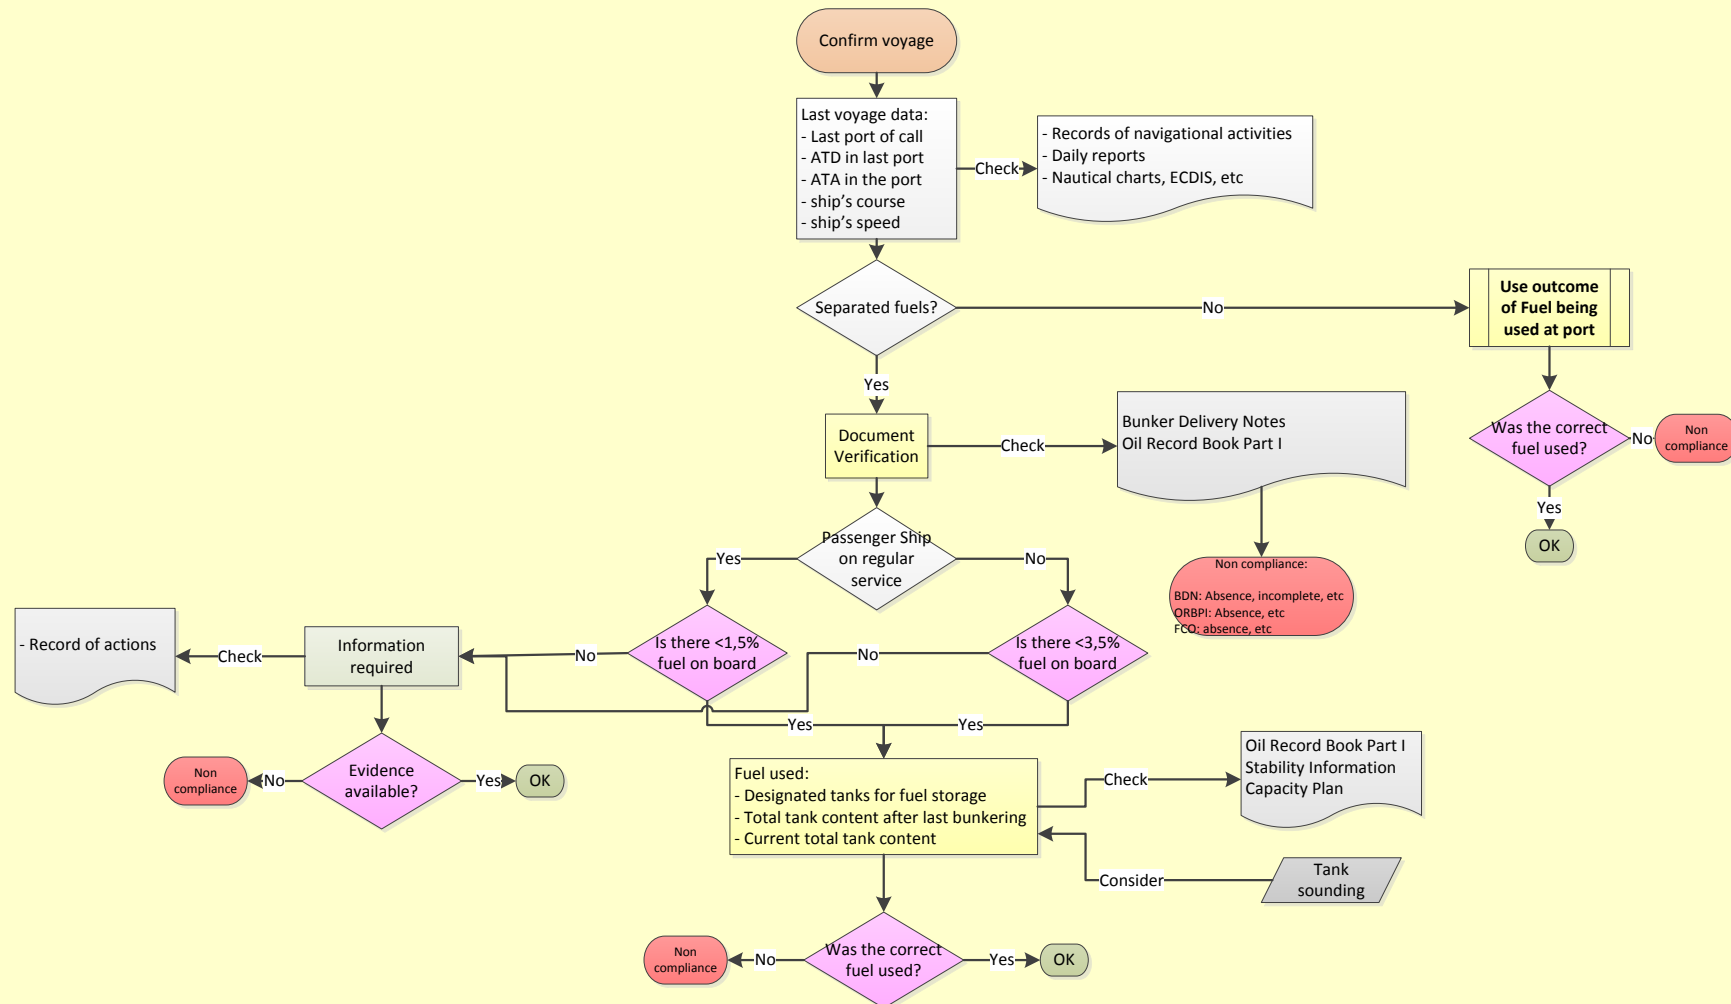 Confirm voyage
Last voyage data:
- Last port of call
- ATD in last port
- ATA in the port
- ship's course
- ship's speed
Check
- Records of navigational activities
- Daily reports
- Nautical charts, ECDIS, etc
Separated fuels?
No
Use outcome
of Fuel being
used at port
Yes
Was the correct
fuel used?
No
Non
compliance
Yes
OK
Document
Verification
Check
Bunker Delivery Notes
Oil Record Book Part I
Non compliance:
BDN: Absence, incomplete, etc
ORBPI: Absence, etc
FCO: absence, etc
Passenger Ship
on regular
service
Yes
No
Is there <1,5%
fuel on board
Is there <3,5%
fuel on board
No
No
Information
required
Check
- Record of actions
Yes
Yes
Evidence
available?
No
Non
compliance
Yes
OK
Fuel used:
- Designated tanks for fuel storage
- Total tank content after last bunkering
- Current total tank content
Check
Oil Record Book Part I
Stability Information
Capacity Plan
Consider
Tank
sounding
Was the correct
fuel used?
No
Non
compliance
Yes
OK